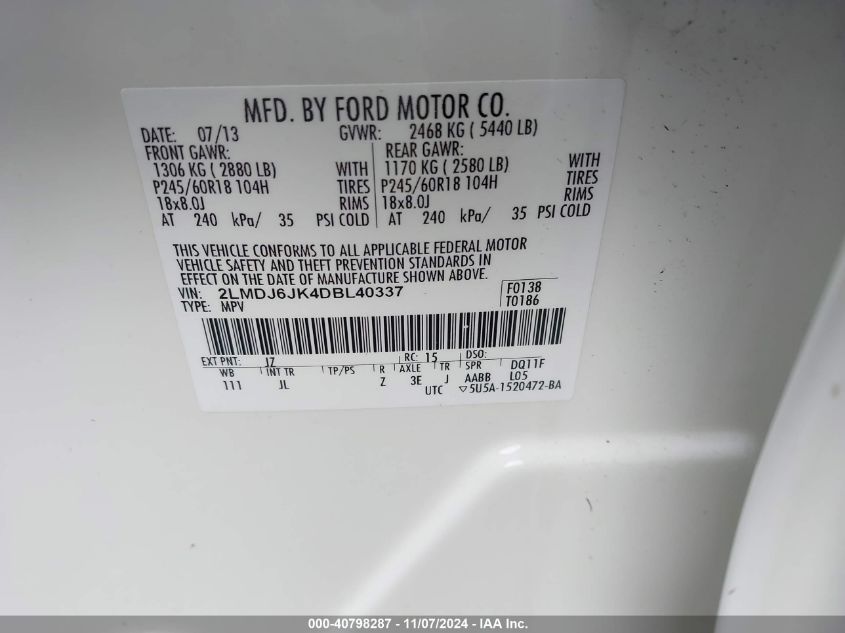 MFD. BY FORD MOTOR CO.
DATE: 07/13 GVWR: 2468 KG ( 5440 LB)
FRONT GAWR: REAR GAWR:
1306 KG ( 2880 LB) WITH 1170 KG ( 2580 LB) WITH
P245/60R18 104H TIRES P245/60R18 104H TIRES
18x8.0J RIMS 18x8.0J RIMS
AT 240 kPa/ 35 PSI COLD AT 240 kPa/ 35 PSI COLD
THIS VEHICLE CONFORMS TO ALL APPLICABLE FEDERAL MOTOR
VEHICLE SAFETY AND THEFT PREVENTION STANDARDS IN
EFFECT ON THE DATE OF MANUFACTURE SHOWN ABOVE.
VIN: 2LMDJ6JK4DBL40337 F0138
TYPE: MPV T0186
EXT PNT: JZ RC: 15 DSO:
WB INT TR TP/PS R AXLE TR SPR DQ11F
111 JL Z 3E J AABB L05
UTC ▽5U5A-1520472-BA
000-40798287 - 11/07/2024 - IAA Inc.